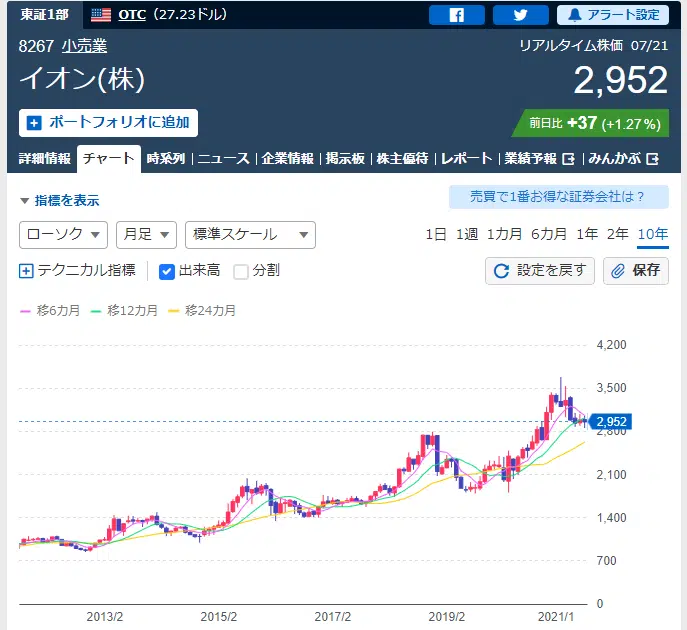 東証1部 OTC (27.23ドル) アラート設定
8267 小売業 リアルタイム株価 07/21
イオン(株) 2,952
ポートフォリオに追加 前日比 +37 (+1.27%)
詳細情報 チャート 時系列 ニュース 企業情報 掲示板 株主優待 レポート 業績予報 みんかぶ
指標を表示 売買で1番お得な証券会社は？
ローソク 月足 標準スケール 1日 1週 1カ月 6カ月 1年 2年 10年
テクニカル指標 出来高 分割 設定を戻す 保存
移6カ月 移12カ月 移24カ月
4,200
3,500
2,952
2,800
2,100
1,400
700
0
2013/2 2015/2 2017/2 2019/2 2021/1